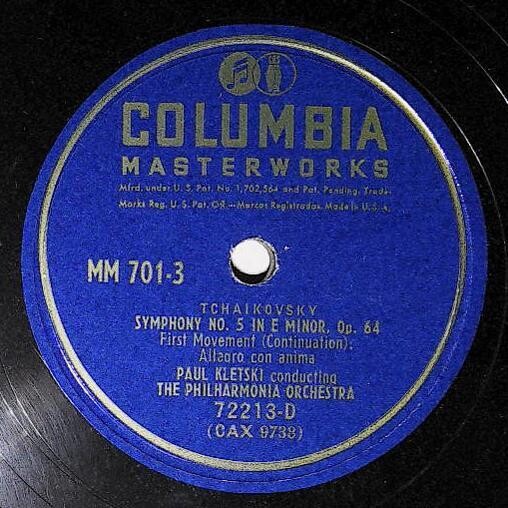 COLUMBIA
MASTERWORKS
Mfrd. under U. S. Pat. No. 1,702,564 and Pat. Pending. Trade-
Marks Reg. U. S. Pat. Off.—Marcas Registradas. Made in U. S. A.
MM 701-3
TCHAIKOVSKY
SYMPHONY NO. 5 IN E MINOR, Op. 64
First Movement (Continuation):
Allegro con anima
PAUL KLETSKI conducting
THE PHILHARMONIA ORCHESTRA
72213-D
(CAX 9738)